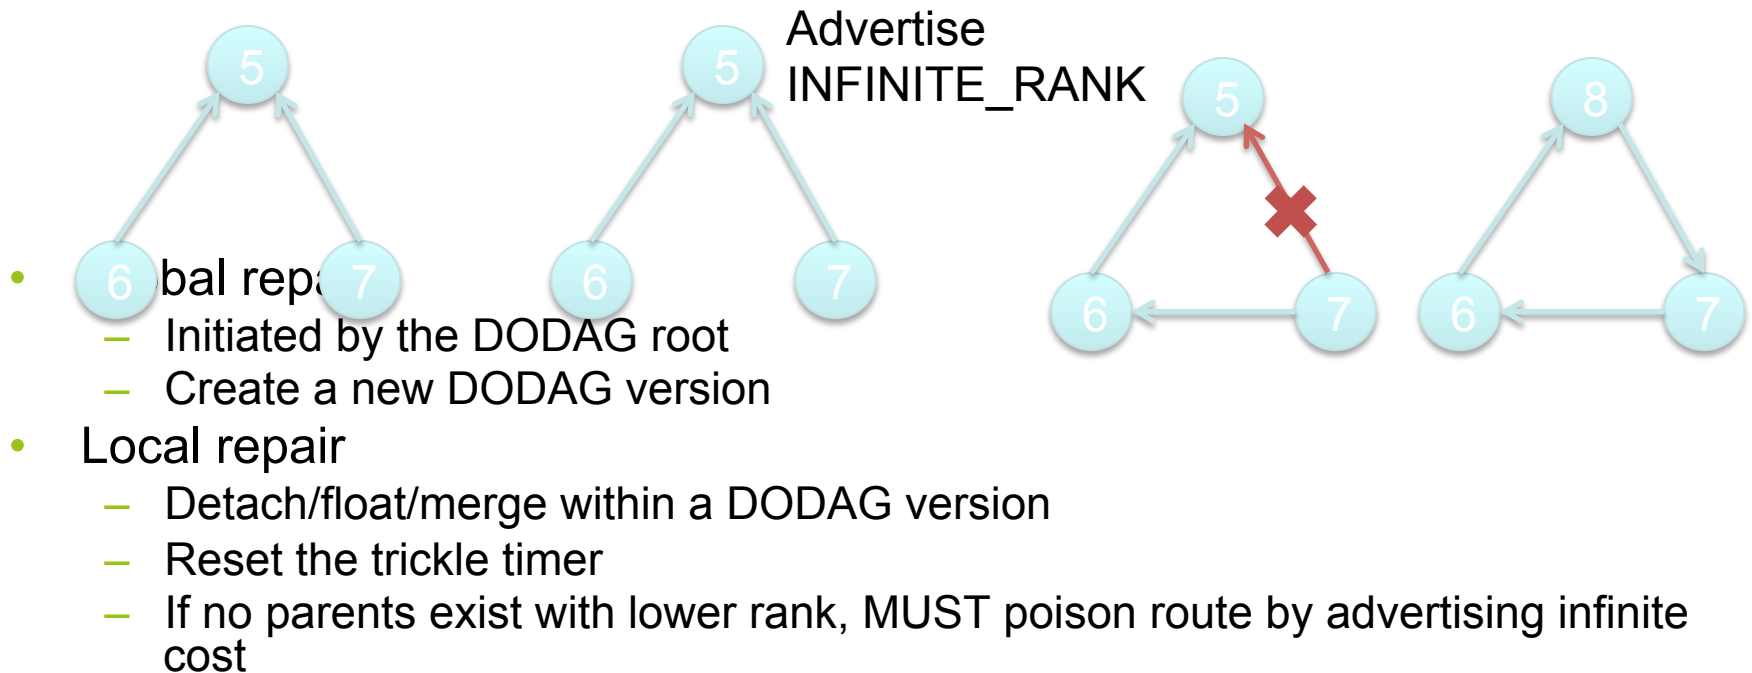 5
5
Advertise
INFINITE_RANK
5
8
6
7
6
7
6
7
6
7
• bal repa
– Initiated by the DODAG root
– Create a new DODAG version
• Local repair
– Detach/float/merge within a DODAG version
– Reset the trickle timer
– If no parents exist with lower rank, MUST poison route by advertising infinite
cost